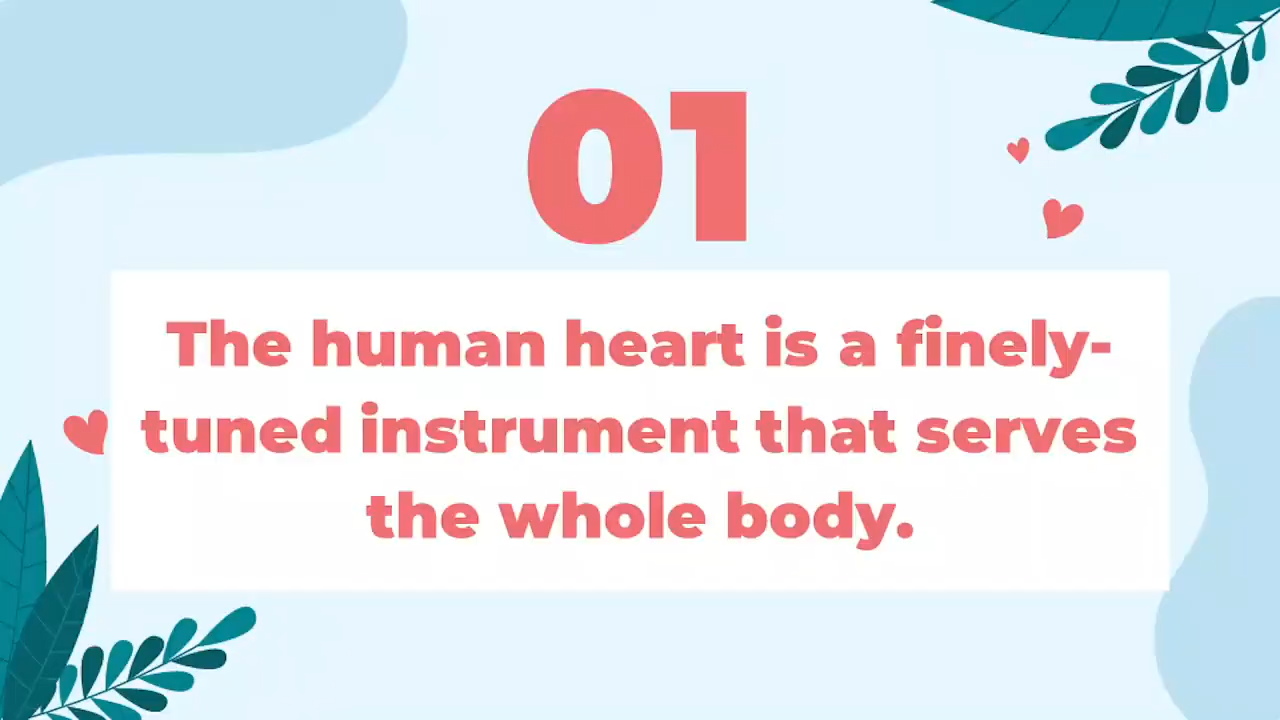 01
The human heart is a finely-
tuned instrument that serves
the whole body.